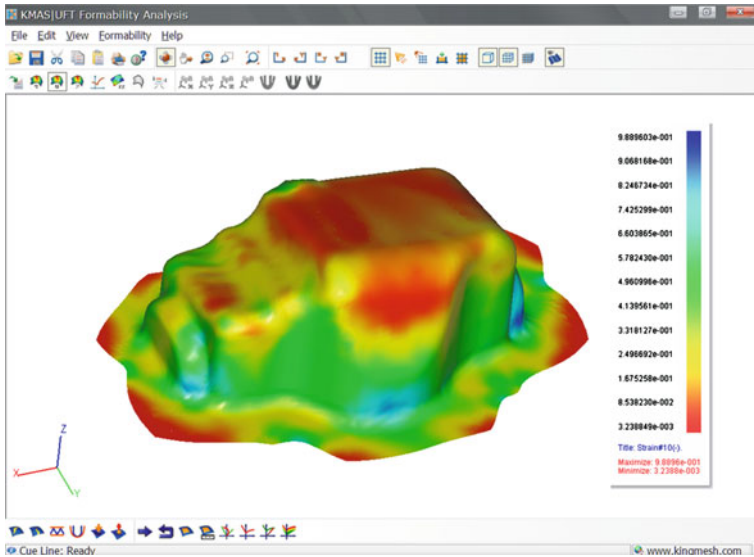 KMAS|UFT Formability Analysis
File Edit View Formability Help
9.889603e-001
9.068168e-001
8.246734e-001
7.425299e-001
6.603865e-001
5.782430e-001
4.960996e-001
4.139561e-001
3.318127e-001
2.496692e-001
1.675258e-001
8.538230e-002
3.238849e-003
Title: Strain#10(-).
Maximize: 9.8896e-001
Minimize: 3.2388e-003
Z
X
Y
Cue Line: Ready
www.kingmesh.com